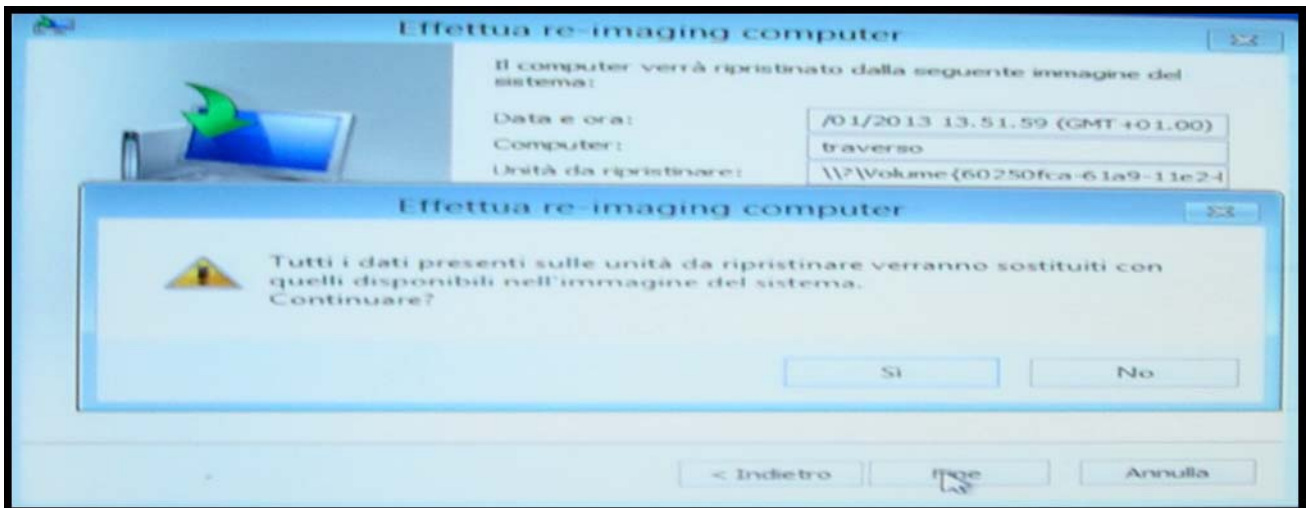 Effettua re-imaging computer
Il computer verrà ripristinato dalla seguente immagine del
sistema:
Data e ora: /01/2013 13.51.59 (GMT+01.00)
Computer: traverso
Unità da ripristinare: \\?\Volume{60250fca-61a9-11e2-
Effettua re-imaging computer
Tutti i dati presenti sulle unità da ripristinare verranno sostituiti con
quelli disponibili nell'immagine del sistema.
Continuare?
Sì No
< Indietro Fine Annulla